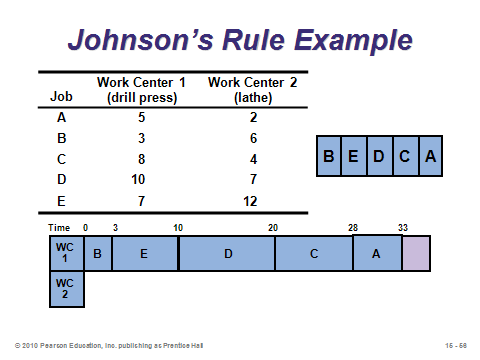 Johnson's Rule Example
Work Center 1 Work Center 2
Job (drill press) (lathe)
A 5 2
B 3 6
C 8 4
D 10 7
E 7 12
B E D C A
Time 0 3 10 20 28 33
WC 1 B E D C A
WC 2
© 2010 Pearson Education, Inc. publishing as Prentice Hall
15 - 56